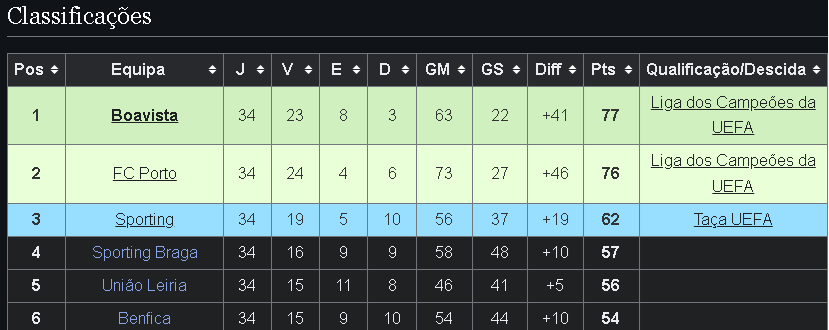 Classificações
Pos Equipa J V E D GM GS Diff Pts Qualificação/Descida
1 Boavista 34 23 8 3 63 22 +41 77 Liga dos Campeões da
UEFA
2 FC Porto 34 24 4 6 73 27 +46 76 Liga dos Campeões da
UEFA
3 Sporting 34 19 5 10 56 37 +19 62 Taça UEFA
4 Sporting Braga 34 16 9 9 58 48 +10 57
5 União Leiria 34 15 11 8 46 41 +5 56
6 Benfica 34 15 9 10 54 44 +10 54